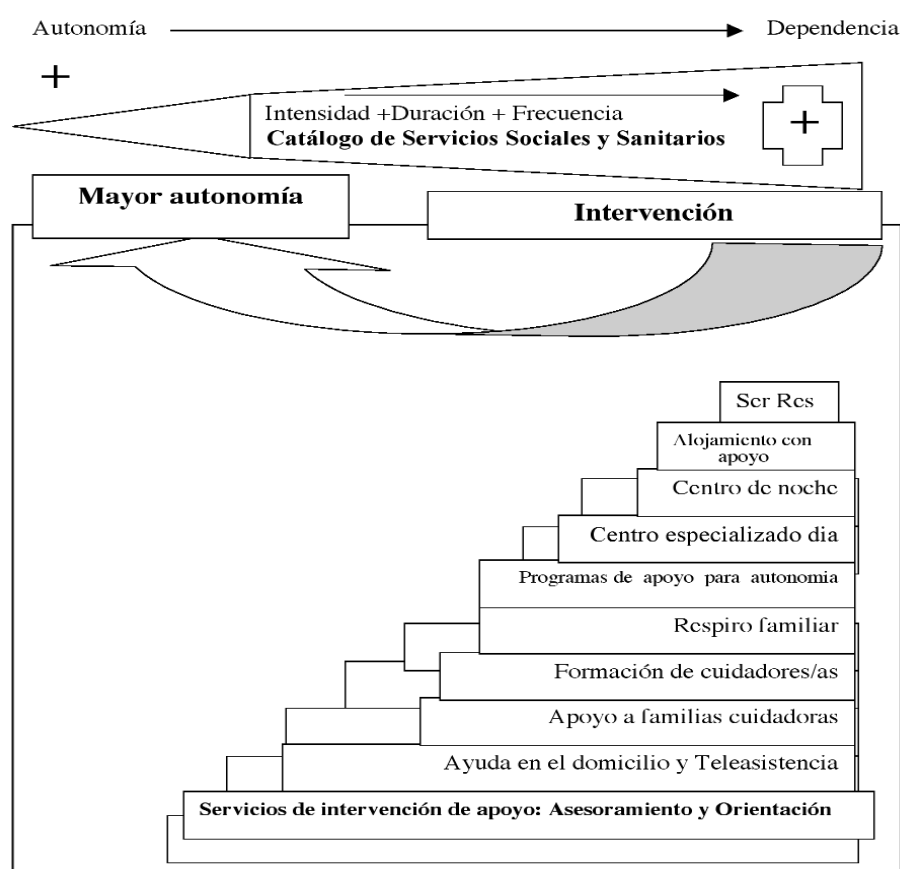 Autonomía
Dependencia
+
Intensidad +Duración + Frecuencia
Catálogo de Servicios Sociales y Sanitarios
+
Mayor autonomía
Intervención
Ser Res
Alojamiento con
apoyo
Centro de noche
Centro especializado dia
Programas de apoyo para autonomia
Respiro familiar
Formación de cuidadores/as
Apoyo a familias cuidadoras
Ayuda en el domicilio y Teleasistencia
Servicios de intervención de apoyo: Asesoramiento y Orientación